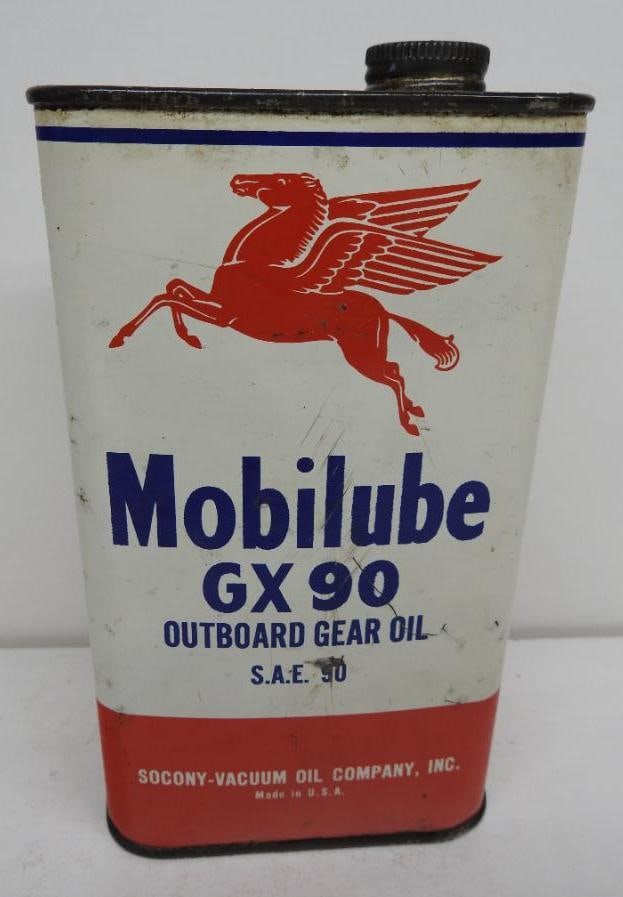 Mobilube
GX 90
OUTBOARD GEAR OIL
S.A.E. 90
SOCONY-VACUUM OIL COMPANY, INC.
Made in U.S.A.